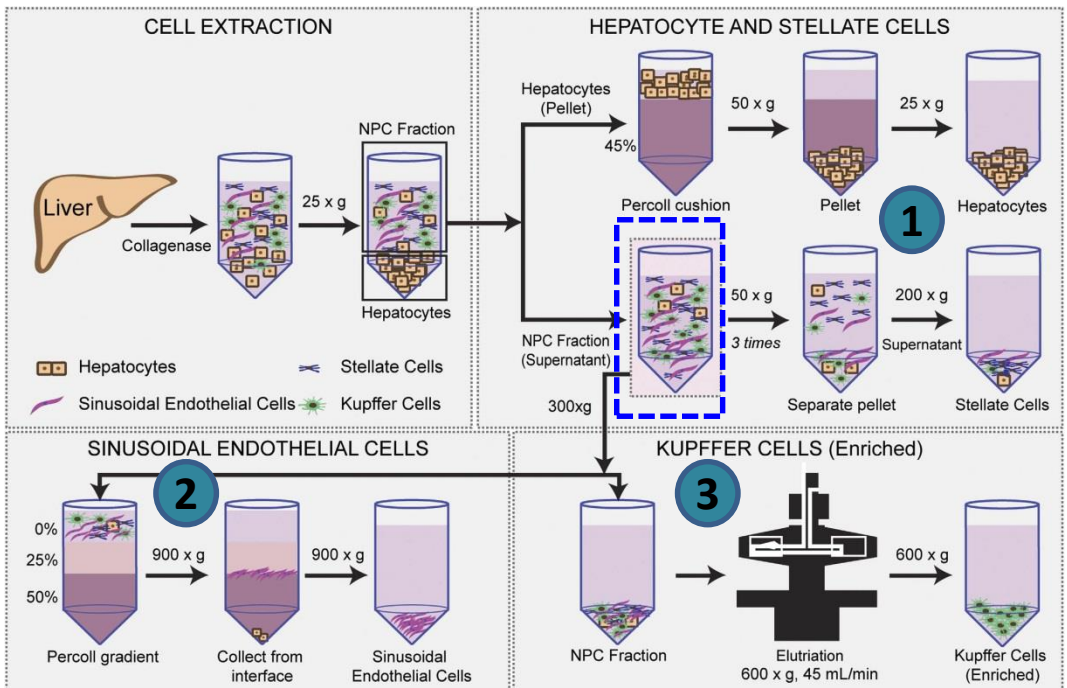 CELL EXTRACTION
NPC Fraction
25 x g
Liver
Collagenase
Hepatocytes
Hepatocytes
Stellate Cells
Sinusoidal Endothelial Cells
Kupffer Cells
HEPATOCYTE AND STELLATE CELLS
Hepatocytes
(Pellet)
45%
50 x g
25 x g
Percoll cushion
Pellet
Hepatocytes
1
NPC Fraction
(Supernatant)
50 x g
3 times
200 x g
Supernatant
Separate pellet
Stellate Cells
300xg
SINUSOIDAL ENDOTHELIAL CELLS
2
0%
25%
50%
900 x g
900 x g
Percoll gradient
Collect from
interface
Sinusoidal
Endothelial Cells
KUPFFER CELLS (Enriched)
3
600 x g
NPC Fraction
Elutriation
600 x g, 45 mL/min
Kupffer Cells
(Enriched)